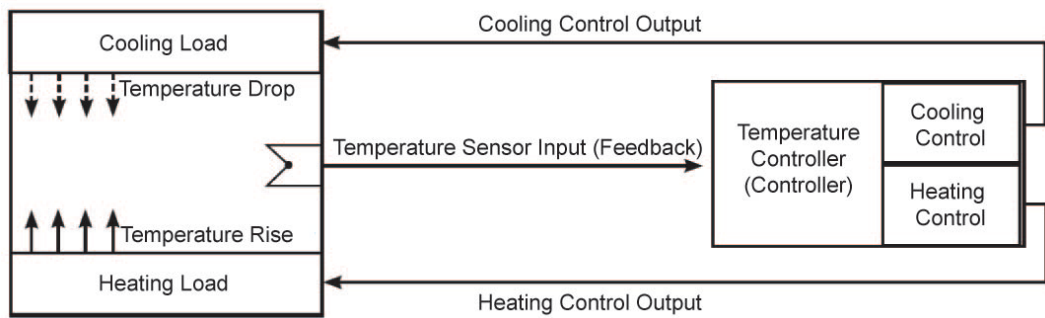 Cooling Control Output
Cooling Load
Temperature Drop
Temperature Sensor Input (Feedback)
Temperature
Controller
(Controller)
Cooling
Control
Heating
Control
Temperature Rise
Heating Load
Heating Control Output